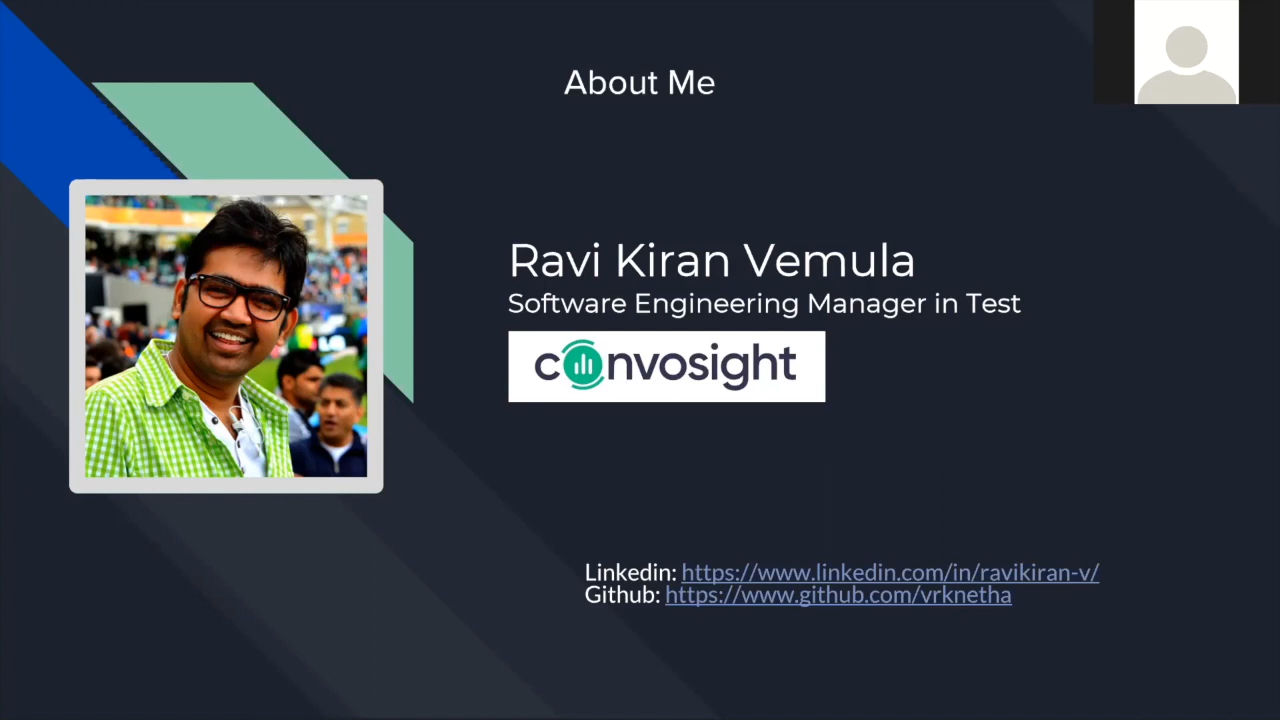 About Me
Ravi Kiran Vemula
Software Engineering Manager in Test
convosight
Linkedin: https://www.linkedin.com/in/ravikiran-v/
Github: https://www.github.com/vrknetha